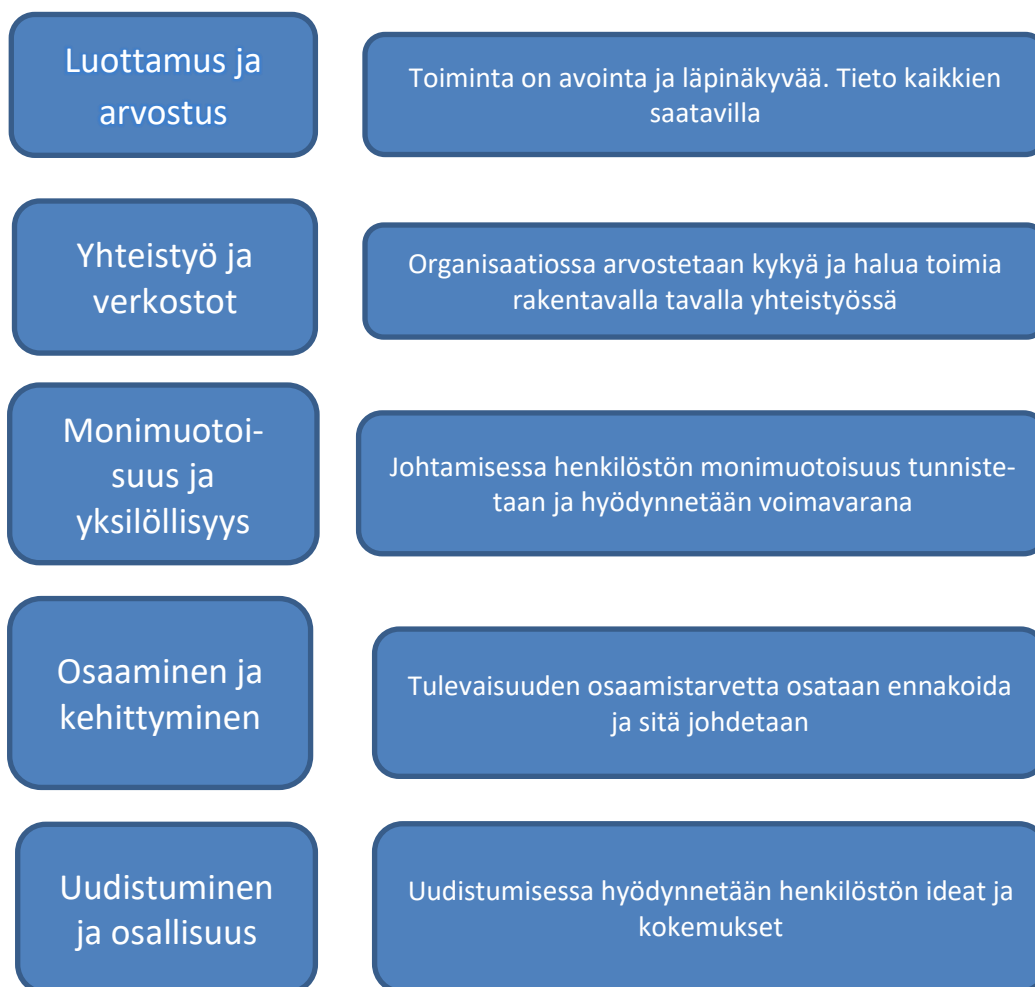 Luottamus ja
arvostus
Toiminta on avointa ja läpinäkyvää. Tieto kaikkien
saatavilla
Yhteistyö ja
verkostot
Organisaatiossa arvostetaan kykyä ja halua toimia
rakentavalla tavalla yhteistyössä
Monimuotoi-
suus ja
yksilöllisyys
Johtamisessa henkilöstön monimuotoisuus tunniste-
taan ja hyödynnetään voimavarana
Osaaminen ja
kehittyminen
Tulevaisuuden osaamistarvetta osataan ennakoida
ja sitä johdetaan
Uudistuminen
ja osallisuus
Uudistumisessa hyödynnetään henkilöstön ideat ja
kokemukset